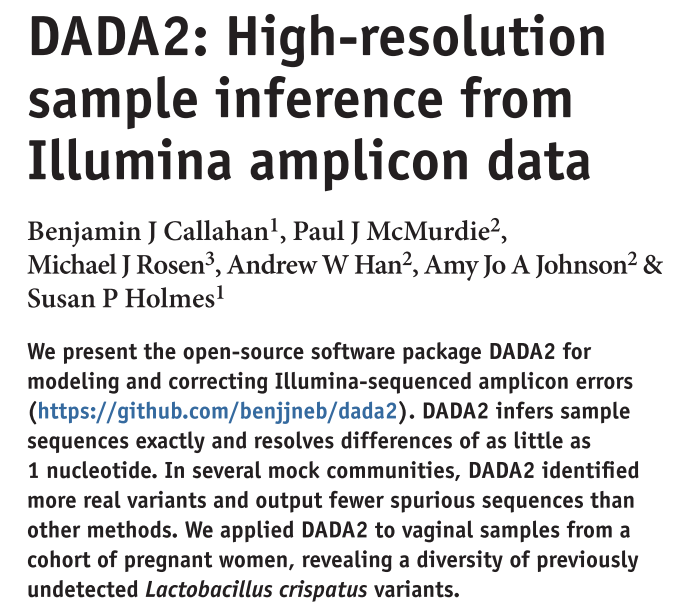 DADA2: High-resolution
sample inference from
Illumina amplicon data
Benjamin J Callahan1, Paul J McMurdie2,
Michael J Rosen3, Andrew W Han2, Amy Jo A Johnson2 &
Susan P Holmes1
We present the open-source software package DADA2 for
modeling and correcting Illumina-sequenced amplicon errors
(https://github.com/benjjneb/dada2). DADA2 infers sample
sequences exactly and resolves differences of as little as
1 nucleotide. In several mock communities, DADA2 identified
more real variants and output fewer spurious sequences than
other methods. We applied DADA2 to vaginal samples from a
cohort of pregnant women, revealing a diversity of previously
undetected Lactobacillus crispatus variants.